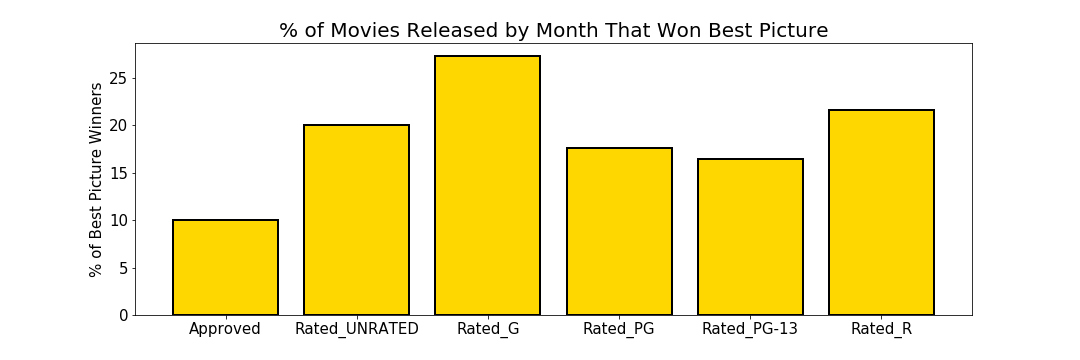 % of Movies Released by Month That Won Best Picture
% of Best Picture Winners
25
20
15
10
5
0
Approved
Rated_UNRATED
Rated_G
Rated_PG
Rated_PG-13
Rated_R